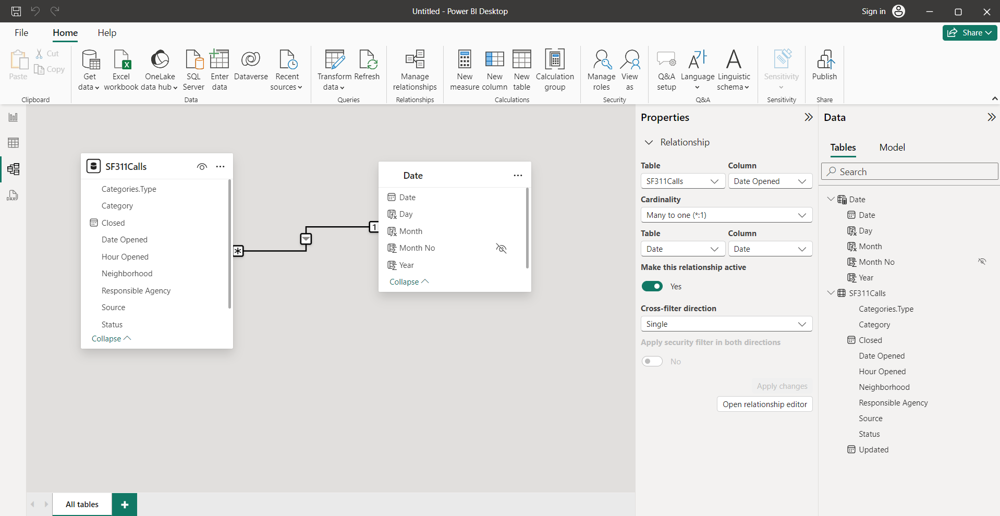 Untitled - Power BI Desktop
Sign in
File
Home
Help
Share
Paste
Cut
Copy
Clipboard
Get data
Excel workbook
OneLake data hub
SQL Server
Enter data
Dataverse
Recent sources
Data
Transform data
Refresh
Queries
Manage relationships
Relationships
New measure
New column
New table
Calculation group
Calculations
Manage roles
View as
Security
Q&A setup
Language
Linguistic schema
Q&A
Sensitivity
Sensitivity
Publish
Share
DAX
SF311Calls
Categories.Type
Category
Closed
Date Opened
Hour Opened
Neighborhood
Responsible Agency
Source
Status
Collapse
*
1
Date
Date
Day
Month
Month No
Year
Collapse
All tables
+
Properties
Relationship
Table
Column
SF311Calls
Date Opened
Cardinality
Many to one (*:1)
Table
Column
Date
Date
Make this relationship active
Yes
Cross-filter direction
Single
Apply security filter in both directions
No
Apply changes
Open relationship editor
Data
Tables
Model
Search
Date
Date
Day
Month
Month No
Year
SF311Calls
Categories.Type
Category
Closed
Date Opened
Hour Opened
Neighborhood
Responsible Agency
Source
Status
Updated